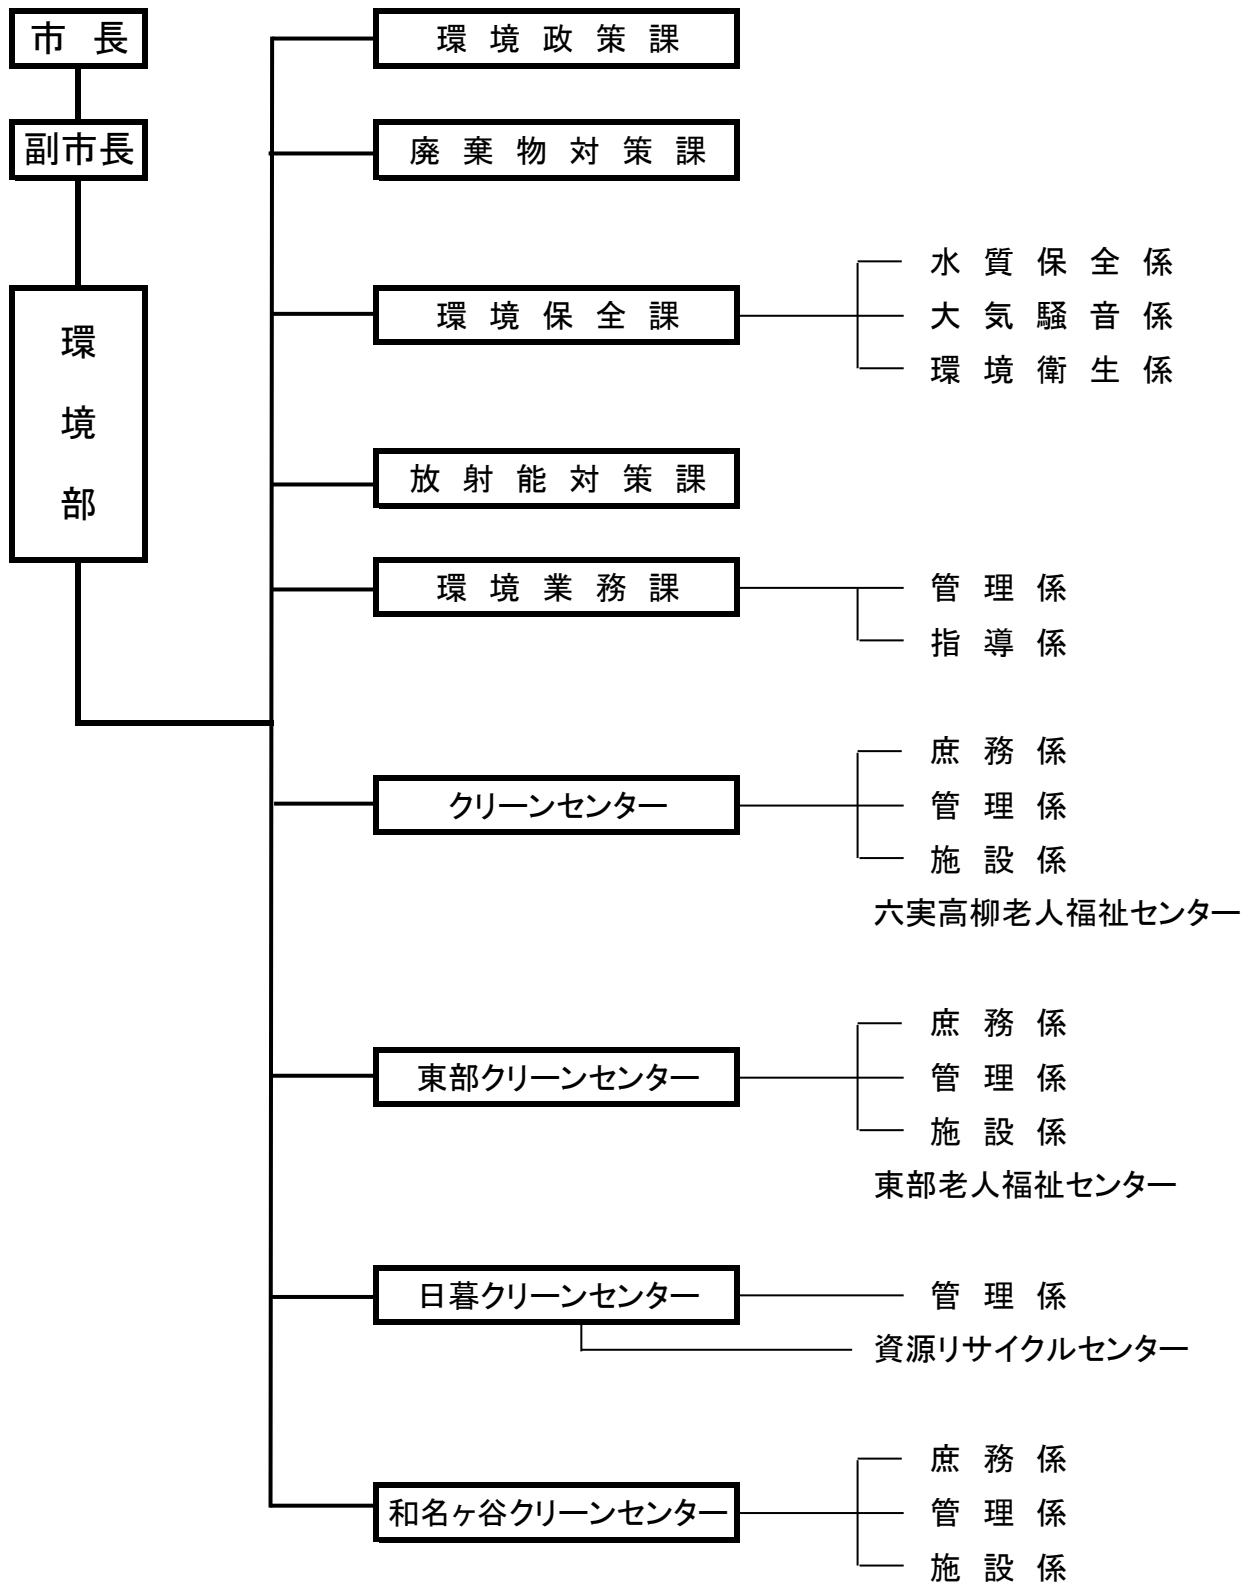 市 長
副市長
環
境
部
環 境 政 策 課
廃 棄 物 対 策 課
環 境 保 全 課
水 質 保 全 係
大 気 騒 音 係
環 境 衛 生 係
放 射 能 対 策 課
環 境 業 務 課
管 理 係
指 導 係
クリーンセンター
庶 務 係
管 理 係
施 設 係
六実高柳老人福祉センター
東部クリーンセンター
庶 務 係
管 理 係
施 設 係
東部老人福祉センター
日暮クリーンセンター
管 理 係
資源リサイクルセンター
和名ヶ谷クリーンセンター
庶 務 係
管 理 係
施 設 係